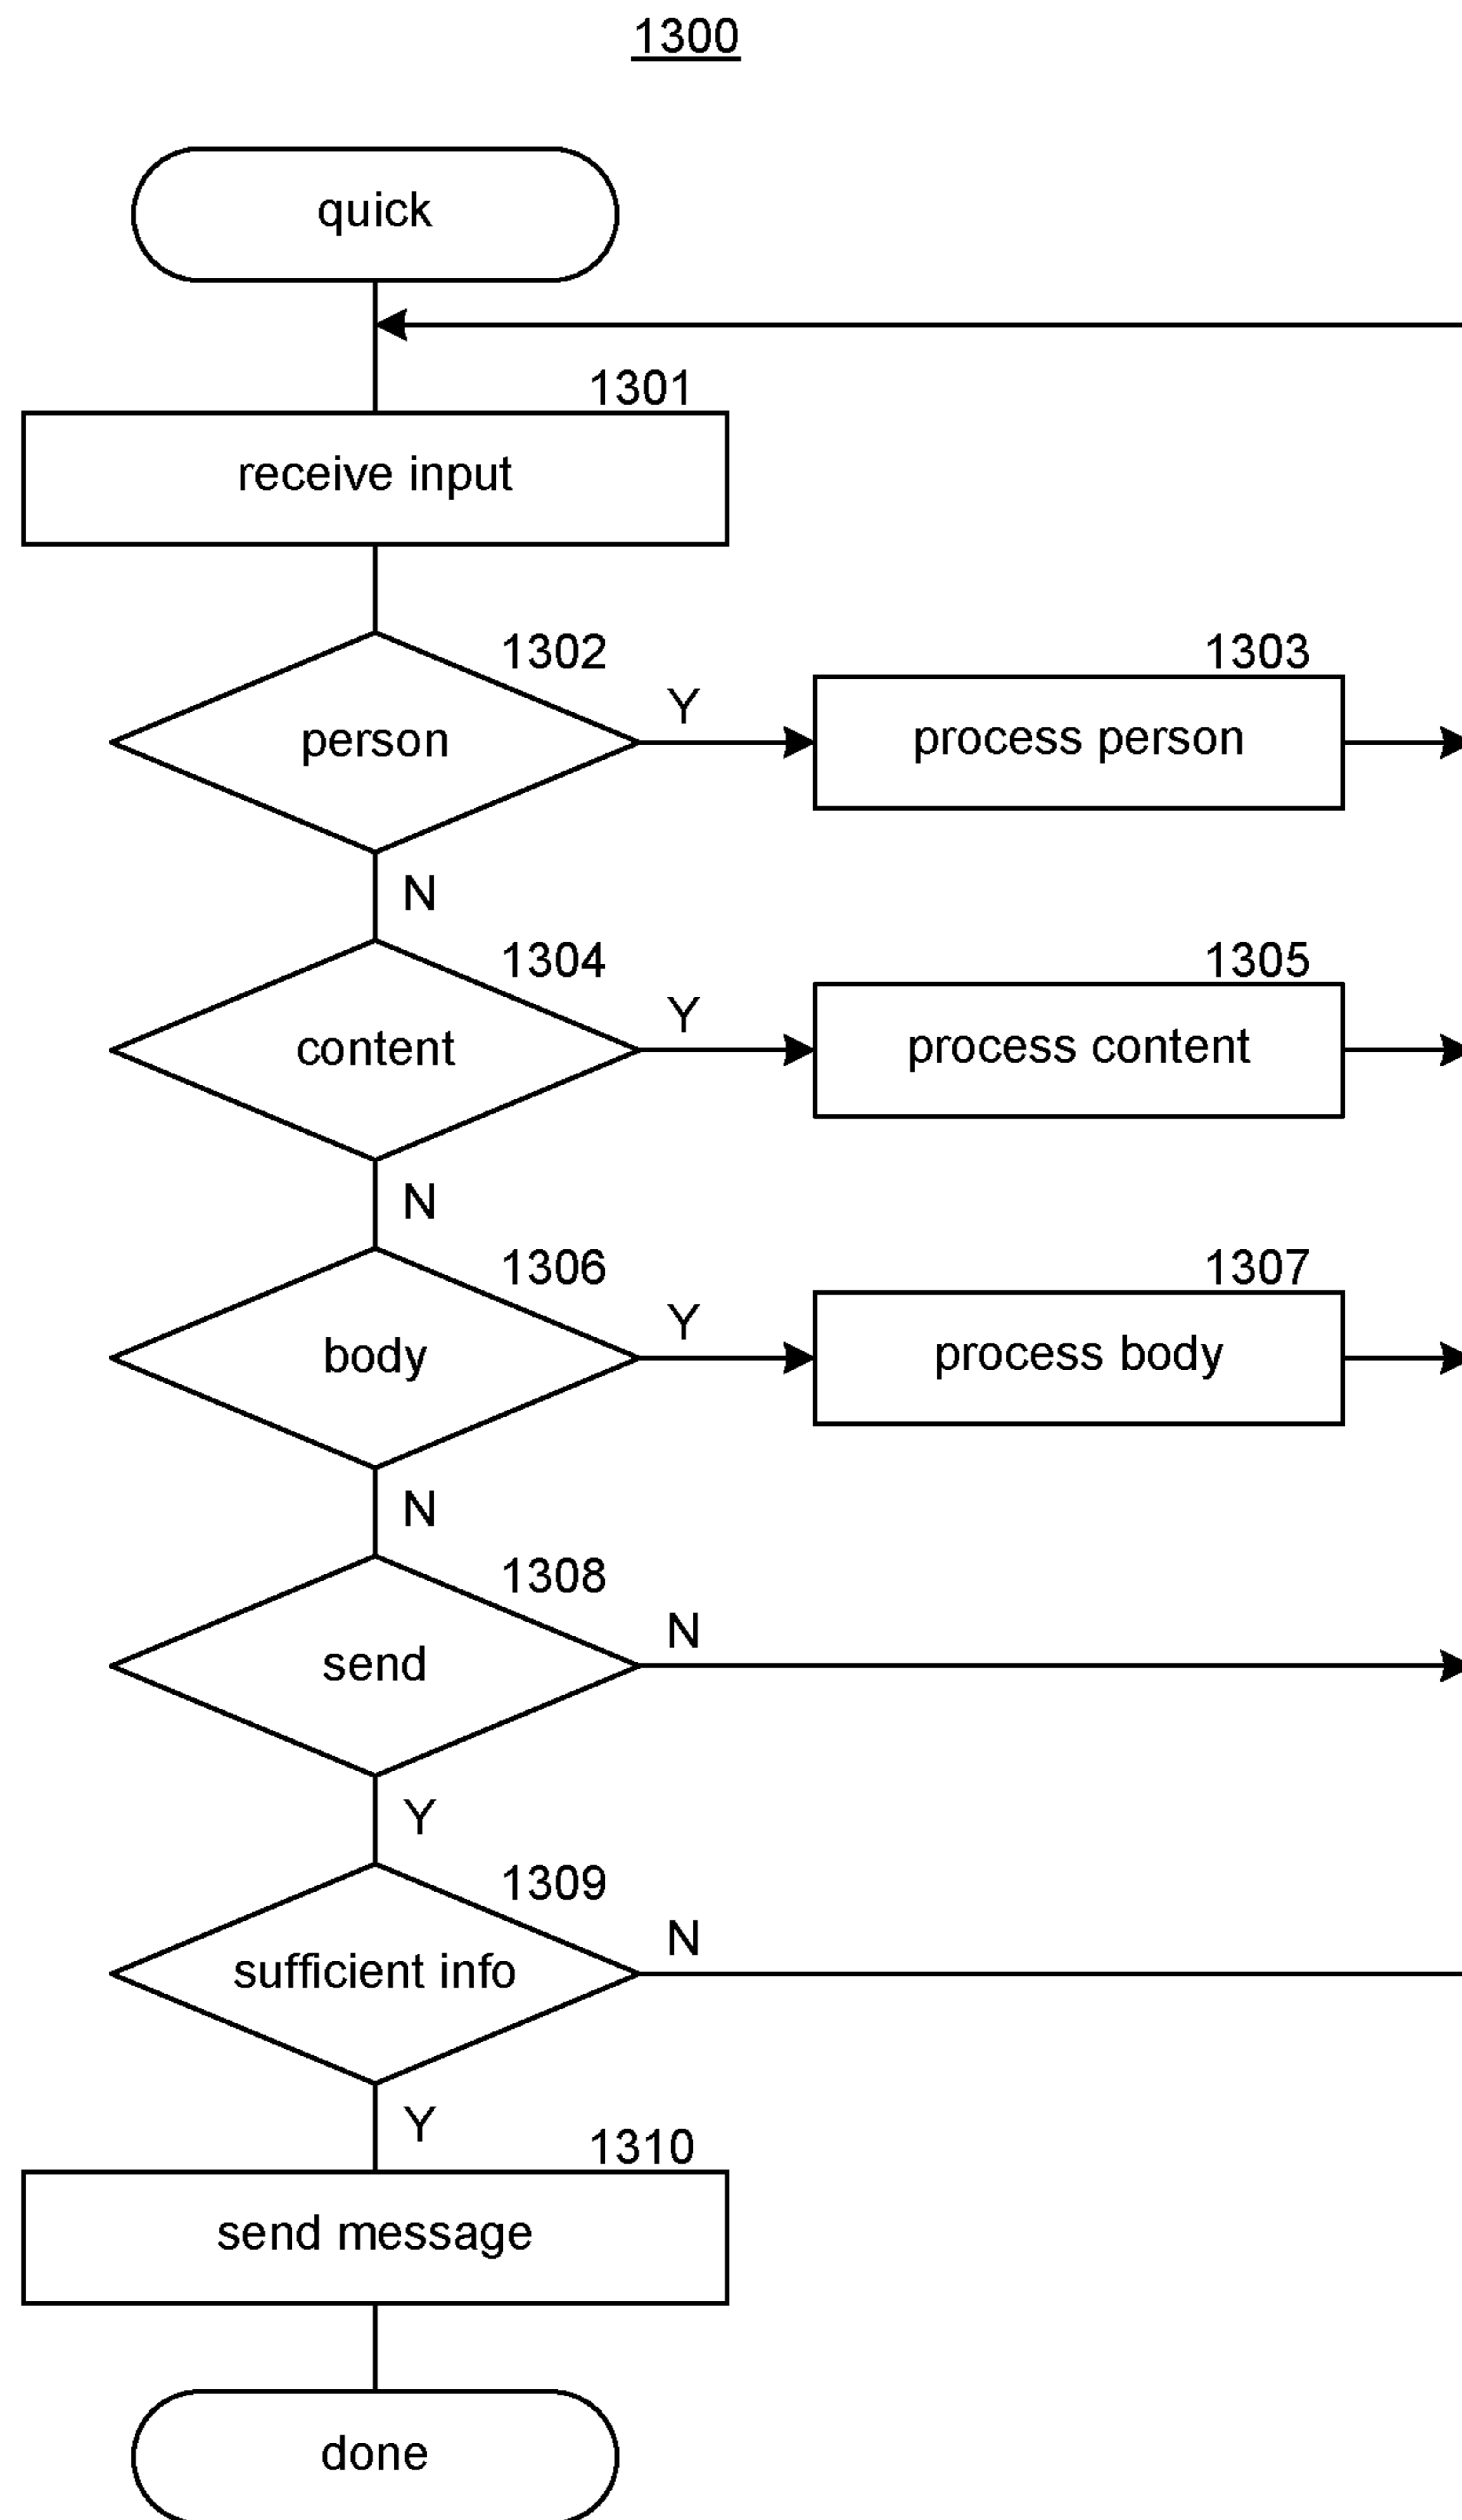 1300
quick
1301
receive input
1302
person
Y
1303
process person
N
1304
content
Y
1305
process content
N
1306
body
Y
1307
process body
N
1308
send
N
Y
1309
sufficient info
N
Y
1310
send message
done